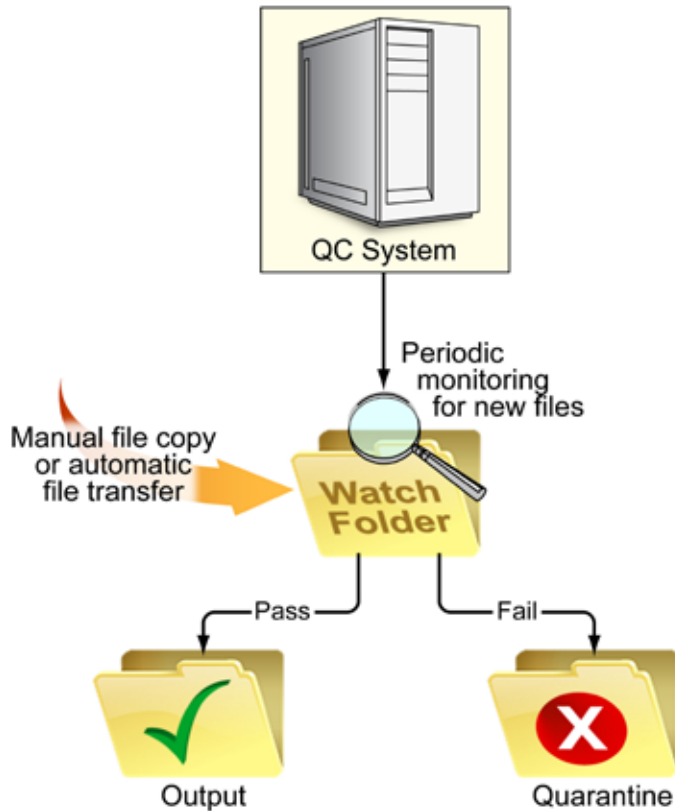 QC System
Periodic
monitoring
for new files
Manual file copy
or automatic
file transfer
Watch
Folder
Pass
Fail
X
Output
Quarantine